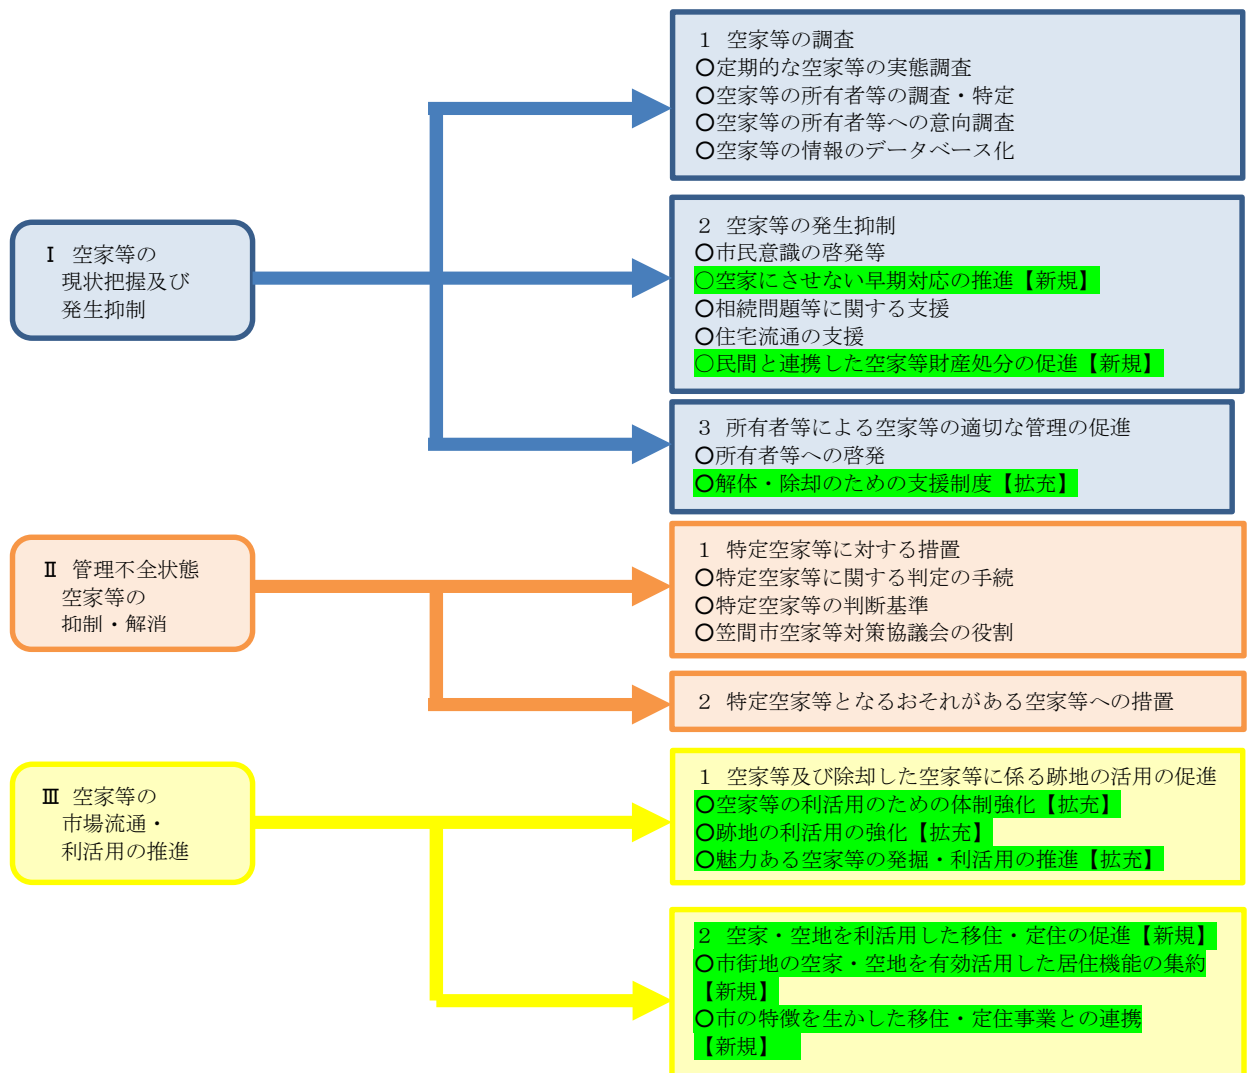 Ⅰ 空家等の
現状把握及び
発生抑制
1 空家等の調査
○定期的な空家等の実態調査
○空家等の所有者等の調査・特定
○空家等の所有者等への意向調査
○空家等の情報のデータベース化
2 空家等の発生抑制
○市民意識の啓発等
○空家にさせない早期対応の推進【新規】
○相続問題等に関する支援
○住宅流通の支援
○民間と連携した空家等財産処分の促進【新規】
3 所有者等による空家等の適切な管理の促進
○所有者等への啓発
○解体・除却のための支援制度【拡充】
Ⅱ 管理不全状態
空家等の
抑制・解消
1 特定空家等に対する措置
○特定空家等に関する判定の手続
○特定空家等の判断基準
○笠間市空家等対策協議会の役割
2 特定空家等となるおそれがある空家等への措置
Ⅲ 空家等の
市場流通・
利活用の推進
1 空家等及び除却した空家等に係る跡地の活用の促進
○空家等の利活用のための体制強化【拡充】
○跡地の利活用の強化【拡充】
○魅力ある空家等の発掘・利活用の推進【拡充】
2 空家・空地を利活用した移住・定住の促進【新規】
○市街地の空家・空地を有効活用した居住機能の集約
【新規】
○市の特徴を生かした移住・定住事業との連携
【新規】